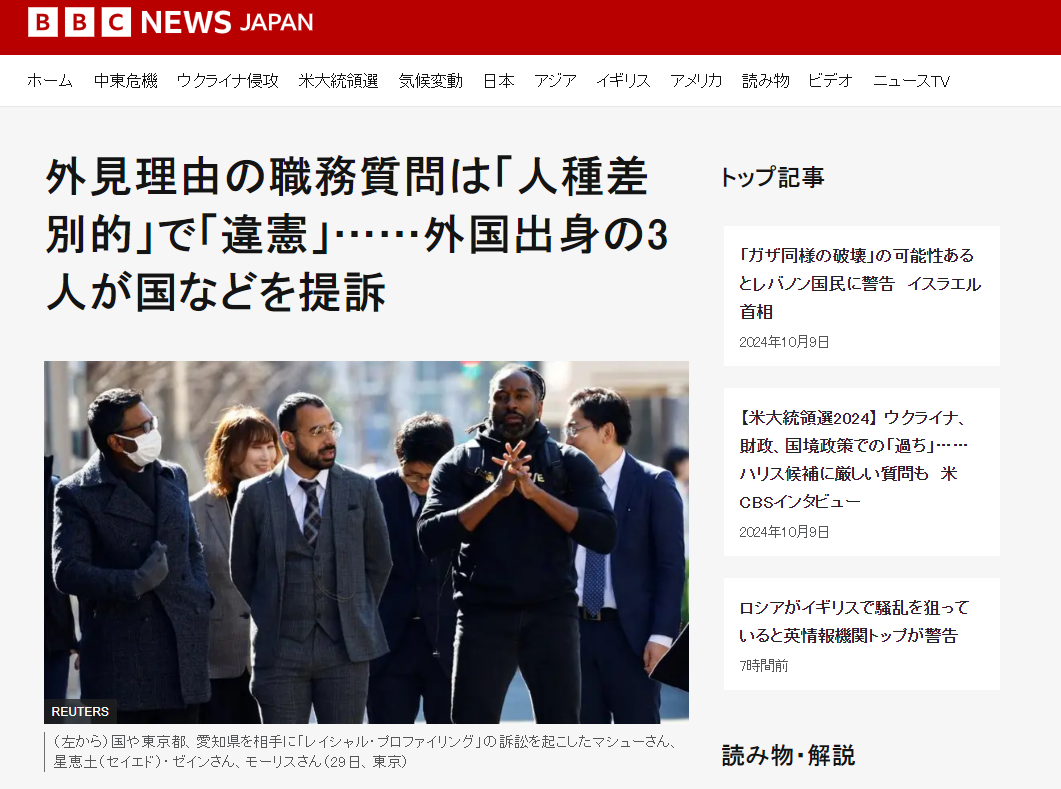 BBC NEWS JAPAN
ホーム 中東危機 ウクライナ侵攻 米大統領選 気候変動 日本 アジア イギリス アメリカ 読み物 ビデオ ニュースTV
外見理由の職務質問は「人種差
別的」で「違憲」……外国出身の3
人が国などを提訴
REUTERS
（左から）国や東京都、愛知県を相手に「レイシャル・プロファイリング」の訴訟を起こしたマシューさん、
星恵土（セイエド）・ゼインさん、モーリスさん（29日、東京）
トップ記事
「ガザ同様の破壊」の可能性ある
とレバノン国民に警告　イスラエル
首相
2024年10月9日
【米大統領選2024】 ウクライナ、
財政、国境政策での「過ち」……
ハリス候補に厳しい質問も　米
CBSインタビュー
2024年10月9日
ロシアがイギリスで騒乱を狙って
いると英情報機関トップが警告
7時間前
読み物・解説